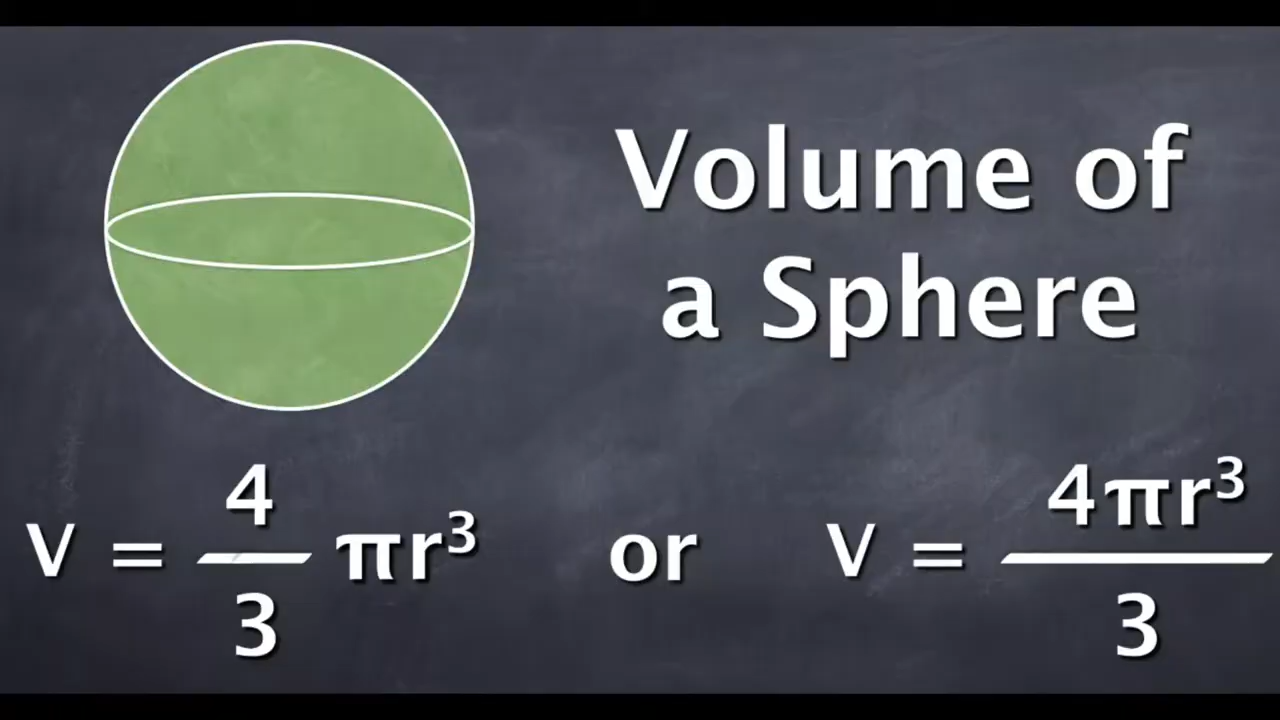 Volume of
a Sphere
V = 4/3 πr³ or V = 4πr³/3